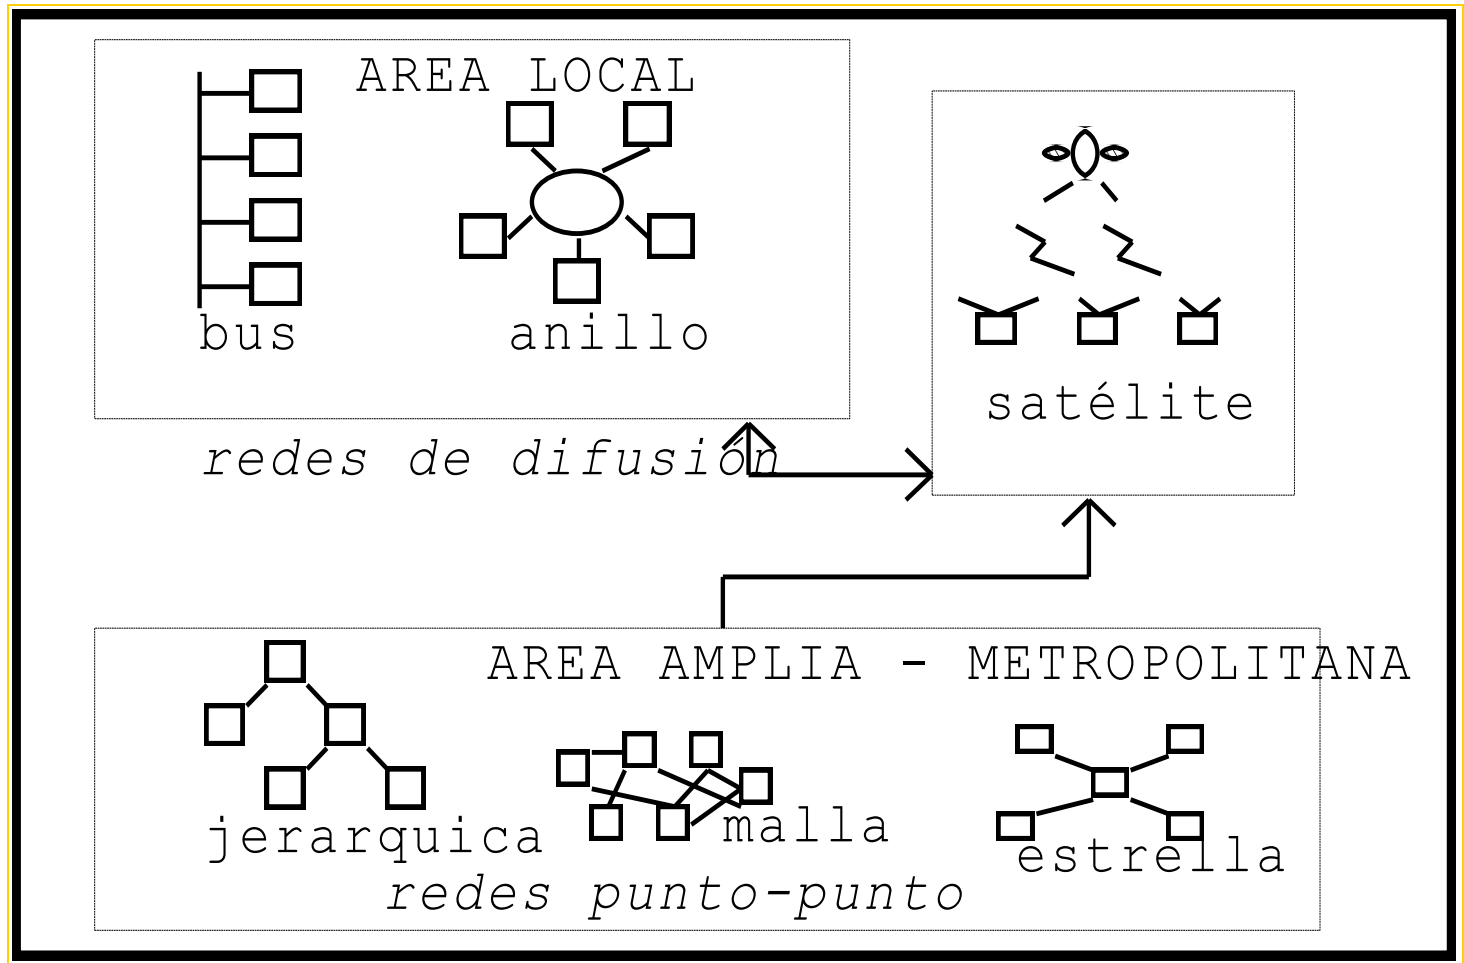 AREA LOCAL
bus
anillo
satélite
redes de difusión
AREA AMPLIA - METROPOLITANA
jerarquica
malla
estrella
redes punto-punto